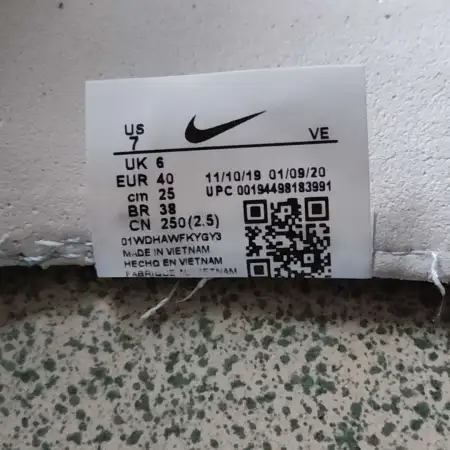 US VE
7
UK 6
EUR 40 11/10/19 01/09/20
cm 25 UPC 00194498183991
BR 38
CN 250(2.5)
01WDHAWFKYGY3
MADE IN VIETNAM
HECHO EN VIETNAM
VIETNAM